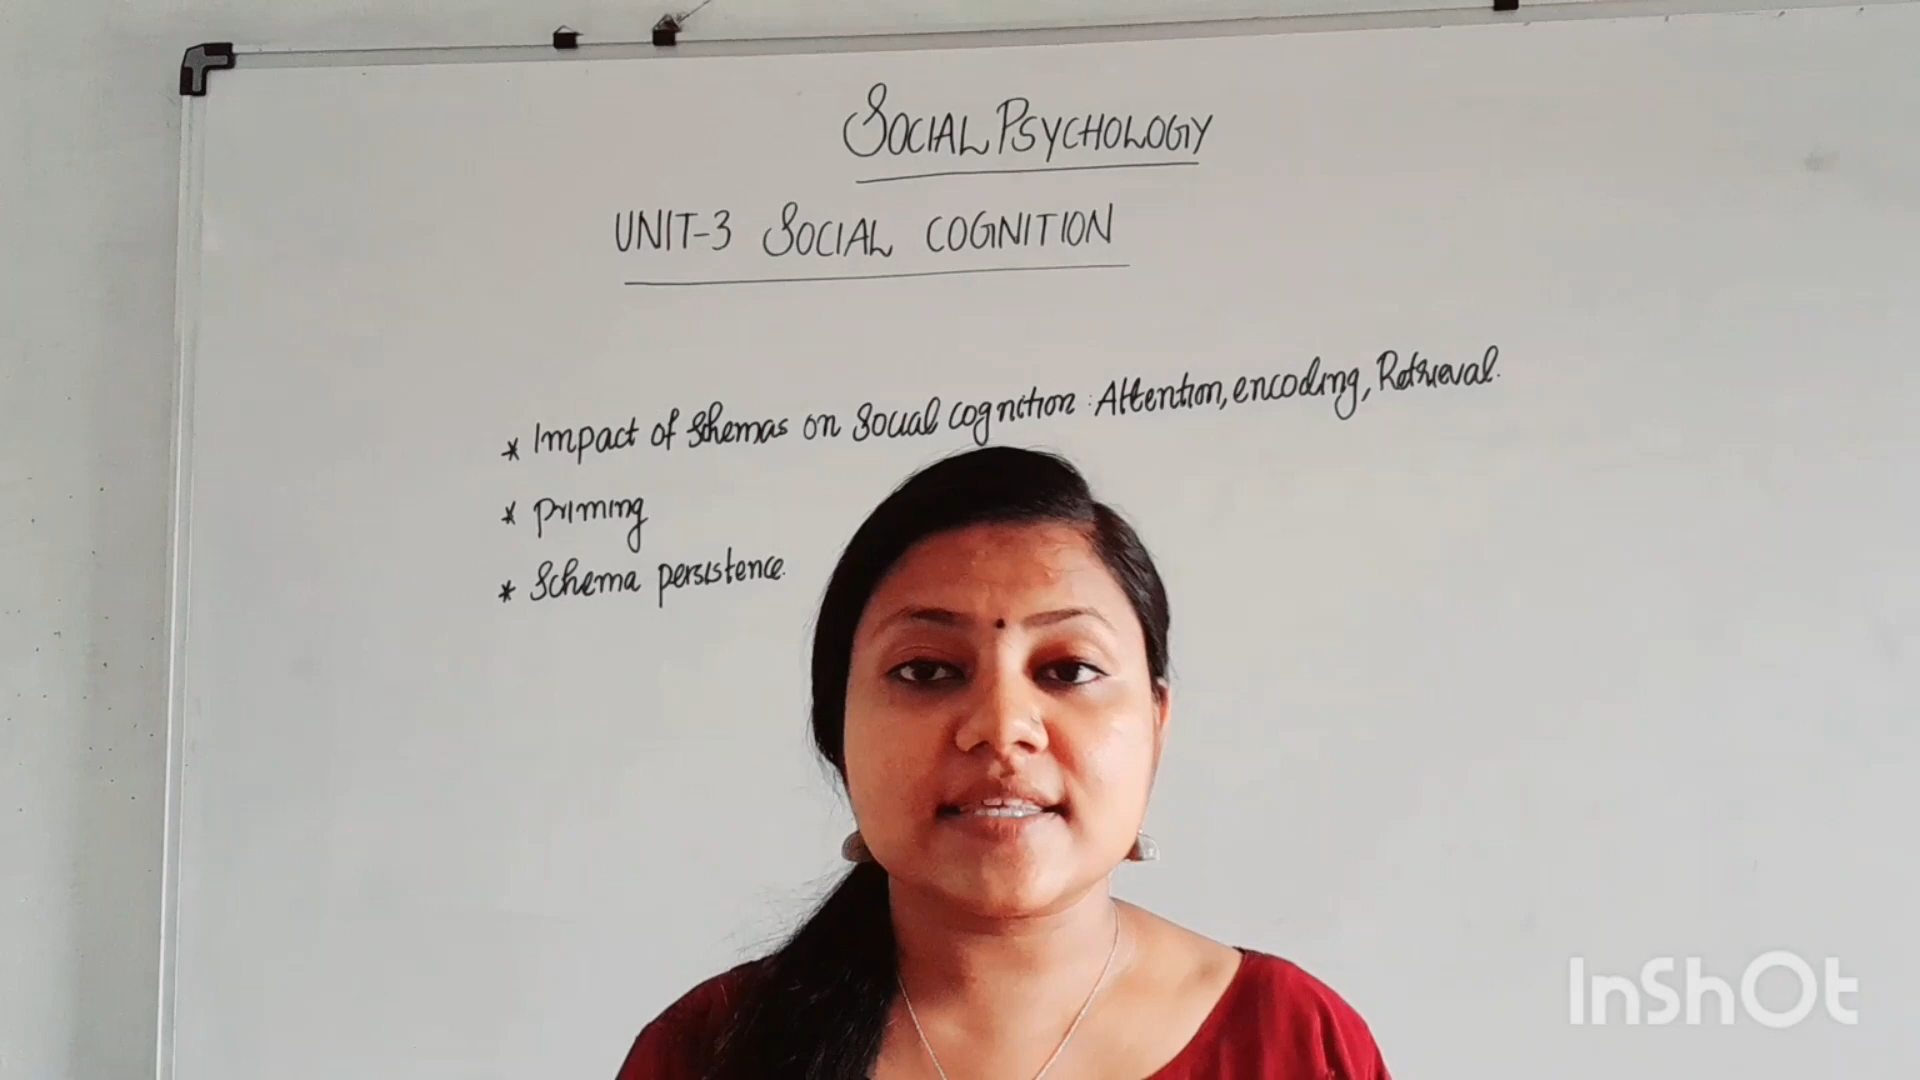 SOCIAL PSYCHOLOGY
UNIT-3 SOCIAL COGNITION
* Impact of Schemas on Social cognition: Attention, encoding, Retrieval.
* Priming
* Schema persistence.
InShOt